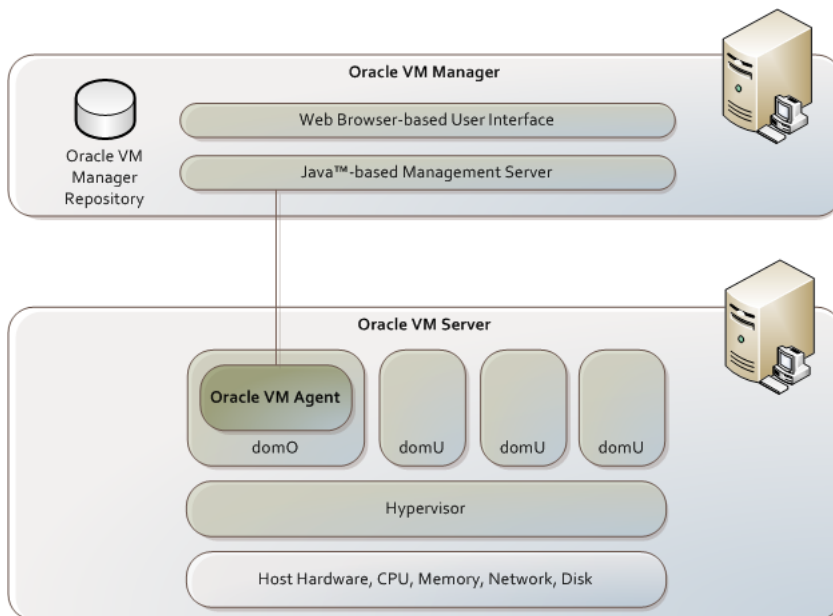 Oracle VM Manager
Oracle VM
Manager
Repository
Web Browser-based User Interface
Java™-based Management Server
Oracle VM Server
Oracle VM Agent
domO
domU
domU
domU
Hypervisor
Host Hardware, CPU, Memory, Network, Disk